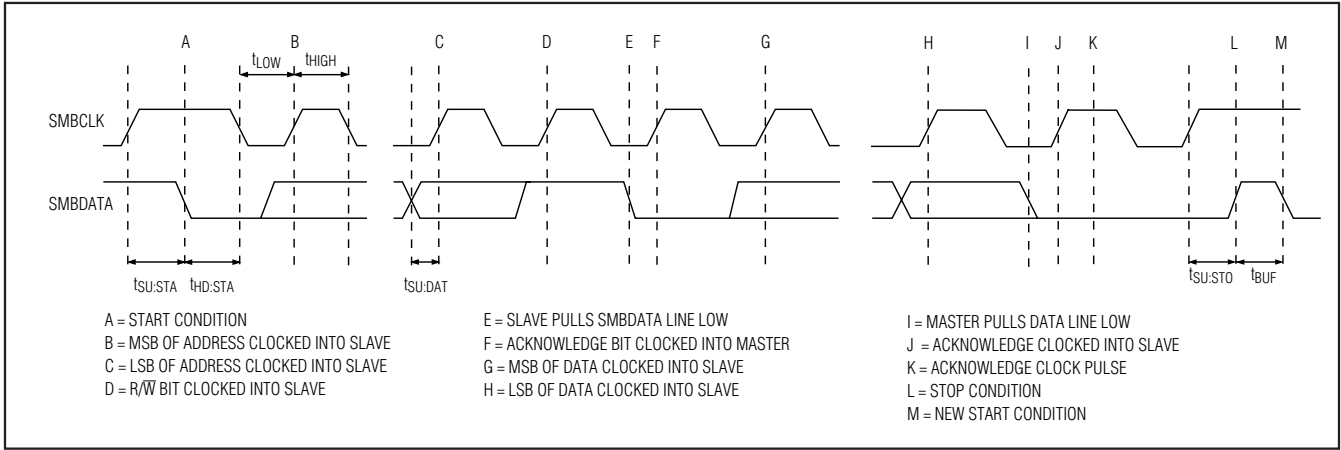 A B C D E F G H I J K L M
tLOW tHIGH
SMBCLK
SMBDATA
tSU:STA tHD:STA tSU:DAT tSU:STO tBUF
A = START CONDITION
B = MSB OF ADDRESS CLOCKED INTO SLAVE
C = LSB OF ADDRESS CLOCKED INTO SLAVE
D = R/W̅ BIT CLOCKED INTO SLAVE
E = SLAVE PULLS SMBDATA LINE LOW
F = ACKNOWLEDGE BIT CLOCKED INTO MASTER
G = MSB OF DATA CLOCKED INTO SLAVE
H = LSB OF DATA CLOCKED INTO SLAVE
I = MASTER PULLS DATA LINE LOW
J = ACKNOWLEDGE CLOCKED INTO SLAVE
K = ACKNOWLEDGE CLOCK PULSE
L = STOP CONDITION
M = NEW START CONDITION